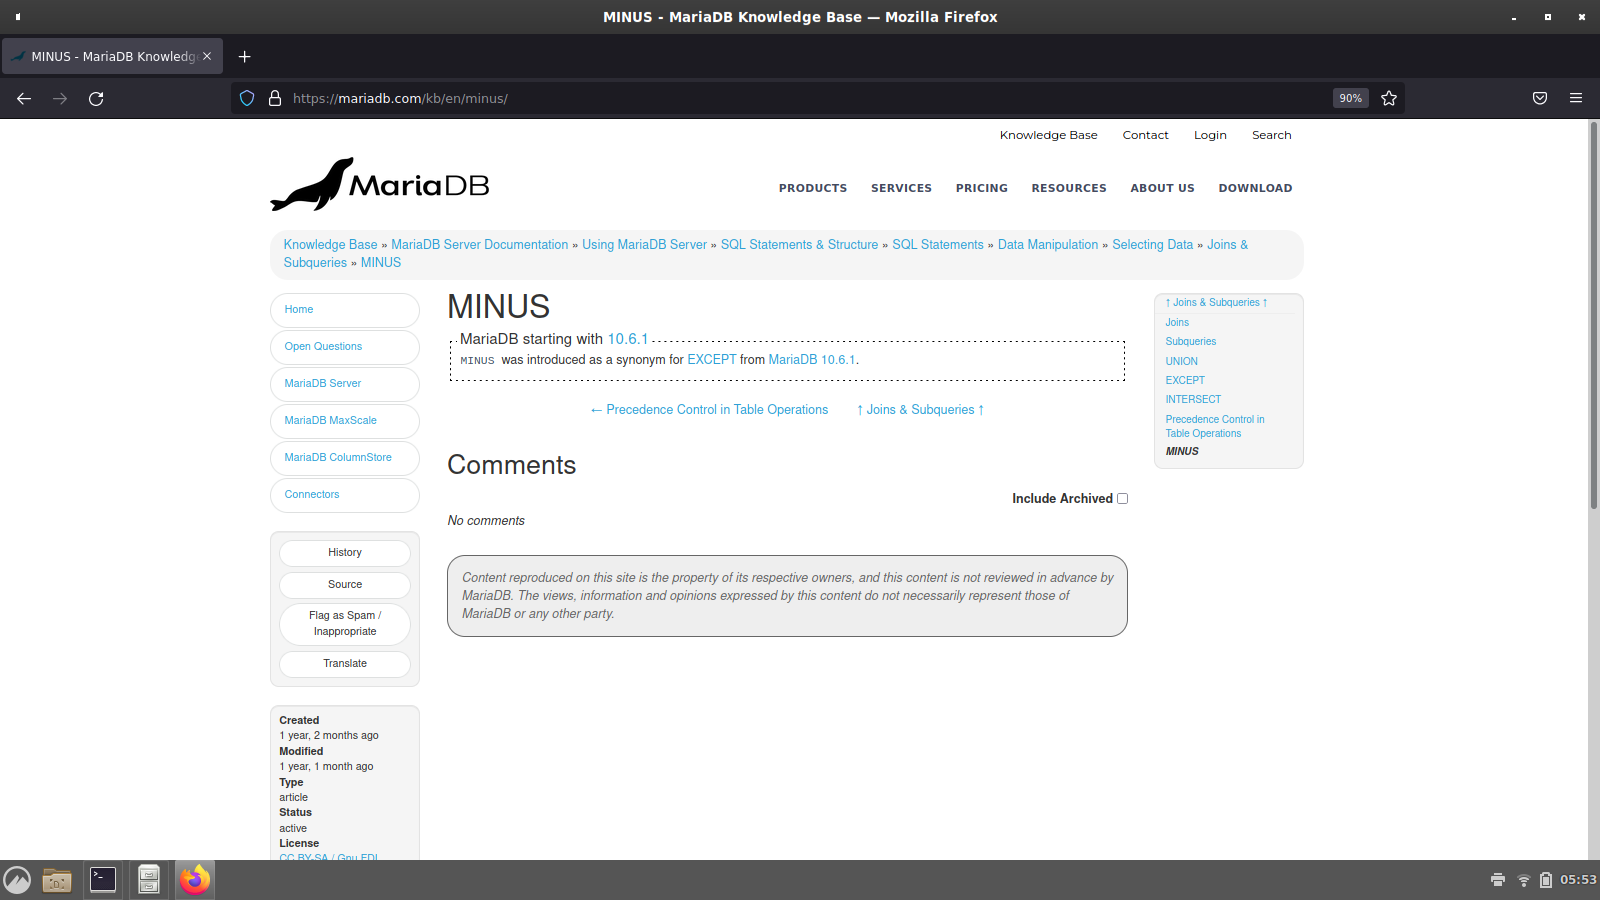 MINUS - MariaDB Knowledge Base — Mozilla Firefox
MINUS - MariaDB Knowledge
https://mariadb.com/kb/en/minus/
90%
Knowledge Base Contact Login Search
MariaDB
PRODUCTS SERVICES PRICING RESOURCES ABOUT US DOWNLOAD
Knowledge Base » MariaDB Server Documentation » Using MariaDB Server » SQL Statements & Structure » SQL Statements » Data Manipulation » Selecting Data » Joins &
Subqueries » MINUS
Home
Open Questions
MariaDB Server
MariaDB MaxScale
MariaDB ColumnStore
Connectors
History
Source
Flag as Spam /
Inappropriate
Translate
Created
1 year, 2 months ago
Modified
1 year, 1 month ago
Type
article
Status
active
License
CC BY-SA / Gnu FDL
MINUS
MariaDB starting with 10.6.1
MINUS was introduced as a synonym for EXCEPT from MariaDB 10.6.1.
← Precedence Control in Table Operations ↑ Joins & Subqueries ↑
Comments
Include Archived
No comments
Content reproduced on this site is the property of its respective owners, and this content is not reviewed in advance by
MariaDB. The views, information and opinions expressed by this content do not necessarily represent those of
MariaDB or any other party.
↑ Joins & Subqueries ↑
Joins
Subqueries
UNION
EXCEPT
INTERSECT
Precedence Control in
Table Operations
MINUS
05:53